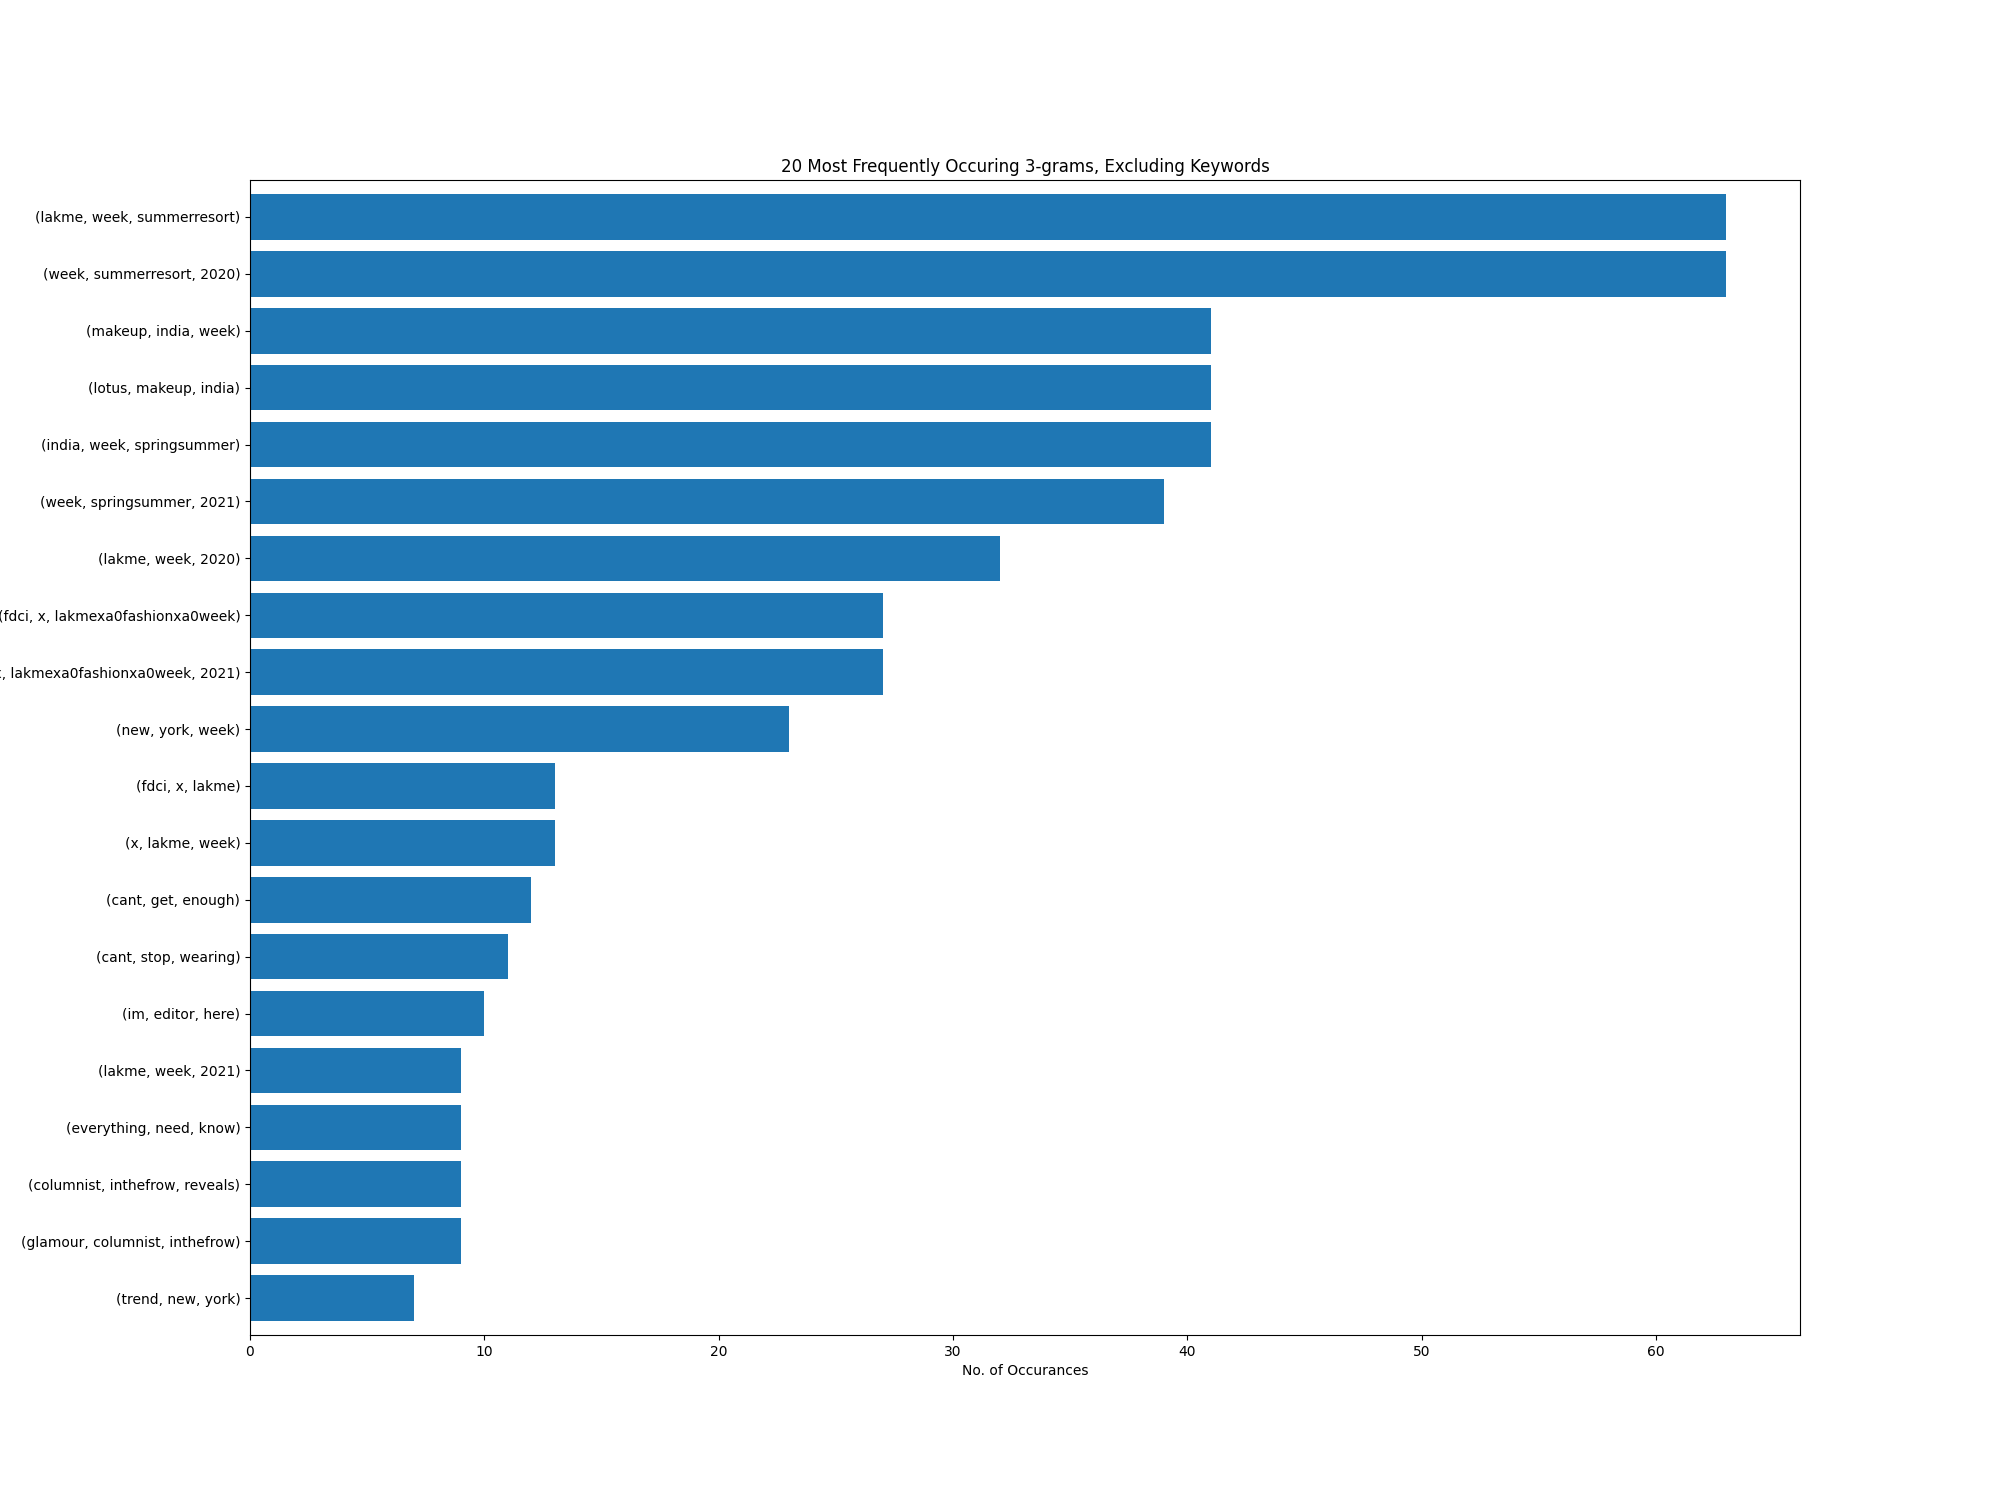 20 Most Frequently Occuring 3-grams, Excluding Keywords
(lakme, week, summerresort)
(week, summerresort, 2020)
(makeup, india, week)
(lotus, makeup, india)
(india, week, springsummer)
(week, springsummer, 2021)
(lakme, week, 2020)
(fdci, x, lakmexa0fashionxa0week)
, lakmexa0fashionxa0week, 2021)
(new, york, week)
(fdci, x, lakme)
(x, lakme, week)
(cant, get, enough)
(cant, stop, wearing)
(im, editor, here)
(lakme, week, 2021)
(everything, need, know)
(columnist, inthefrow, reveals)
(glamour, columnist, inthefrow)
(trend, new, york)
0 10 20 30 40 50 60
No. of Occurances